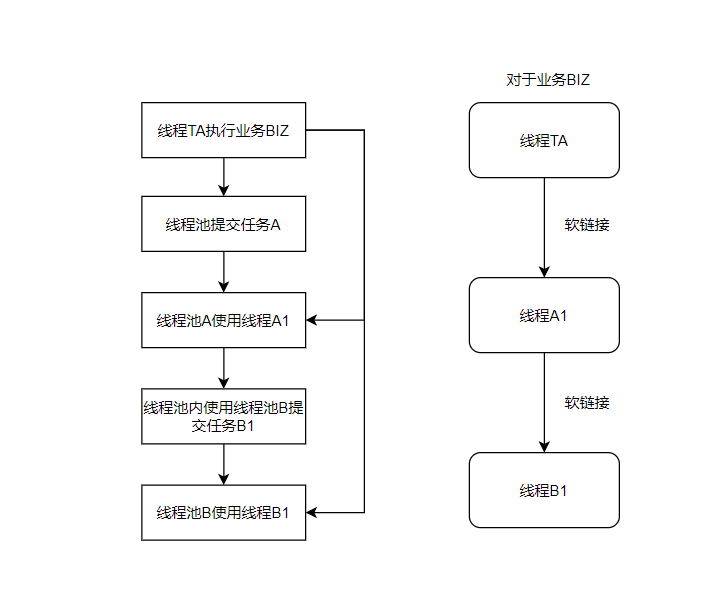 线程TA执行业务BIZ
线程池提交任务A
线程池A使用线程A1
线程池内使用线程池B提
交任务B1
线程池B使用线程B1
对于业务BIZ
线程TA
软链接
线程A1
软链接
线程B1